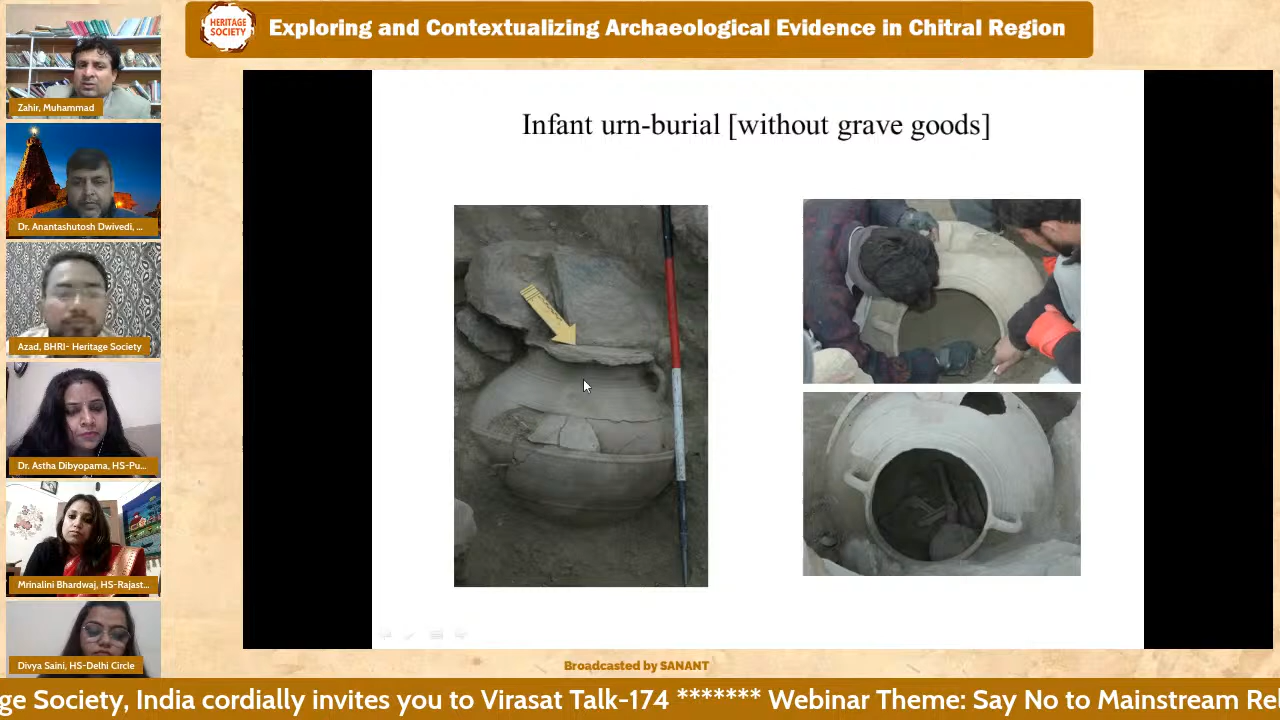 HERITAGE
SOCIETY
Exploring and Contextualizing Archaeological Evidence in Chitral Region
Zahir, Muhammad
Dr. Anantashutosh Dwivedi, ...
Azad, BHRI- Heritage Society
Dr. Astha Dibyopama, HS-Pu...
Mrinalini Bhardwaj, HS-Rajast...
Divya Saini, HS-Delhi Circle
Infant urn-burial [without grave goods]
Broadcasted by SANANT
ge Society, India cordially invites you to Virasat Talk-174 ******* Webinar Theme: Say No to Mainstream Rel